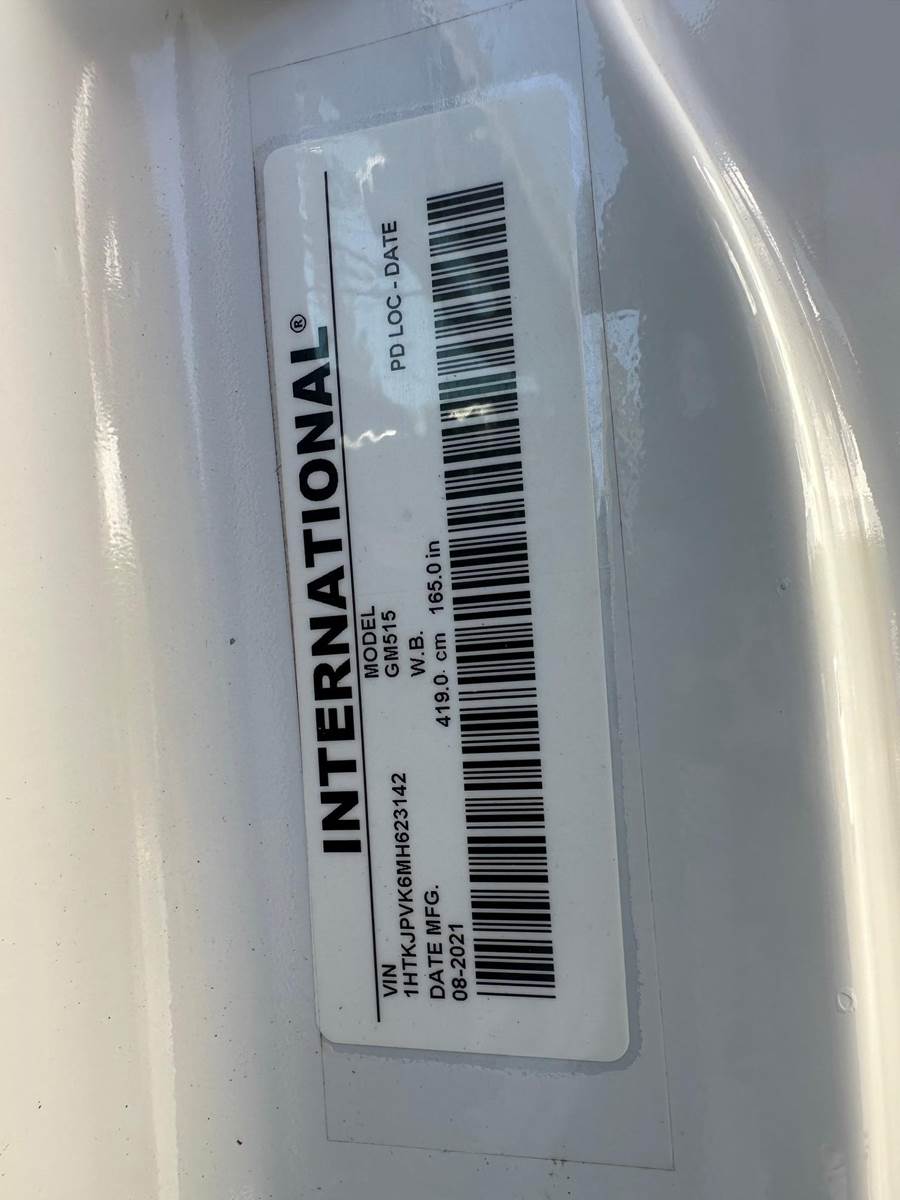 INTERNATIONAL®
VIN
1HTKJPVK6MH623142
MODEL
GM515
PD LOC - DATE
DATE MFG.
08-2021
W.B.
419.0 cm 165.0 in